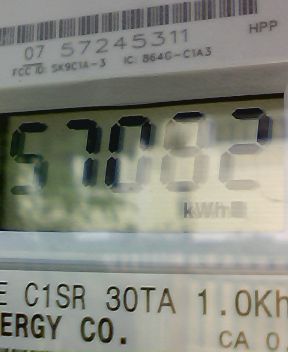 07 57245311
HPP
FCC ID: SK9C1A-3 IC: 864G-C1A3
57082
kWh
E C1SR 30TA 1.0Kh
ERGY CO.
CA 0.